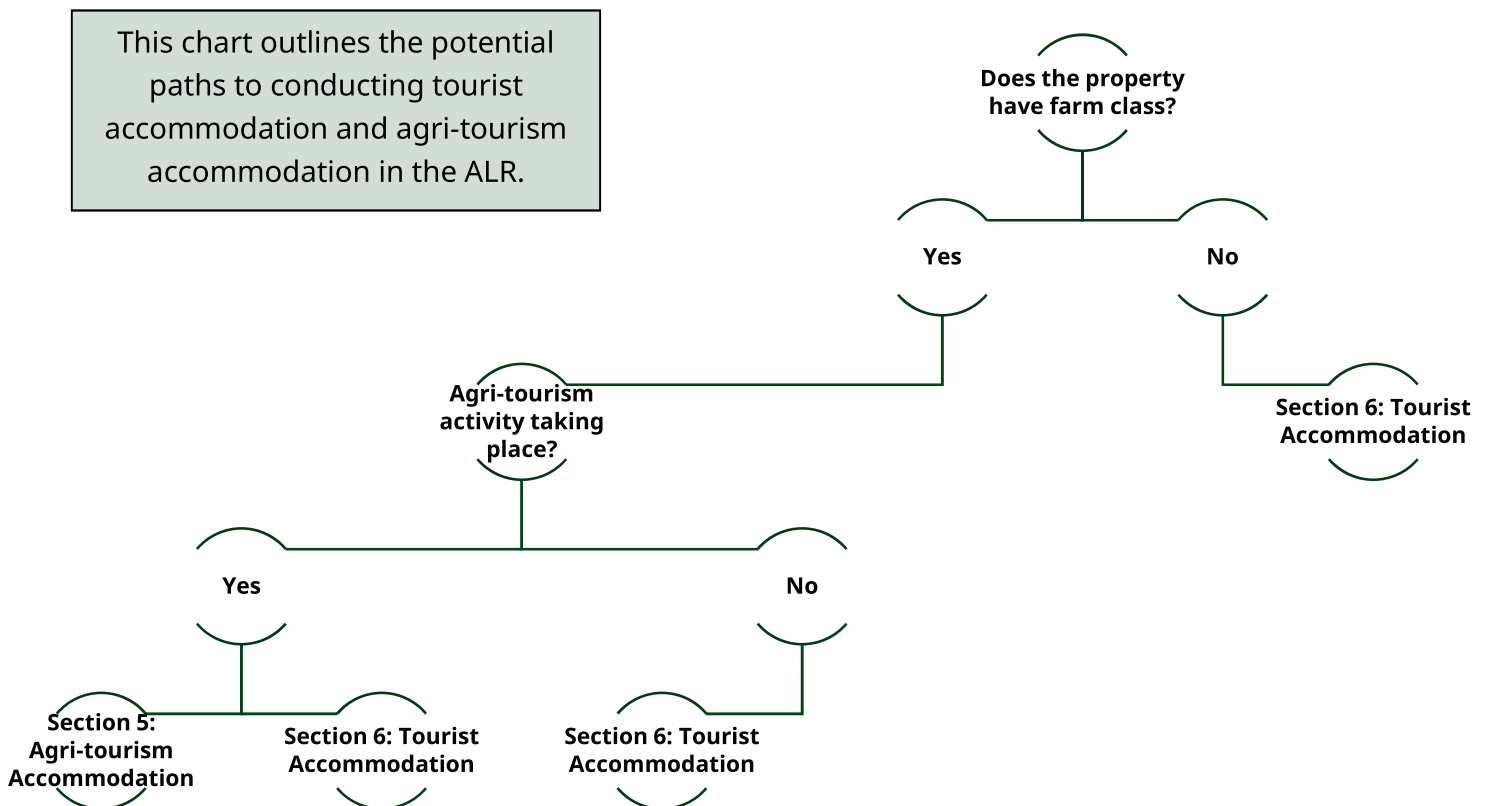 This chart outlines the potential
paths to conducting tourist
accommodation and agri-tourism
accommodation in the ALR.
Does the property
have farm class?
Yes
No
Agri-tourism
activity taking
place?
Section 6: Tourist
Accommodation
Yes
No
Section 5:
Agri-tourism
Accommodation
Section 6: Tourist
Accommodation
Section 6: Tourist
Accommodation